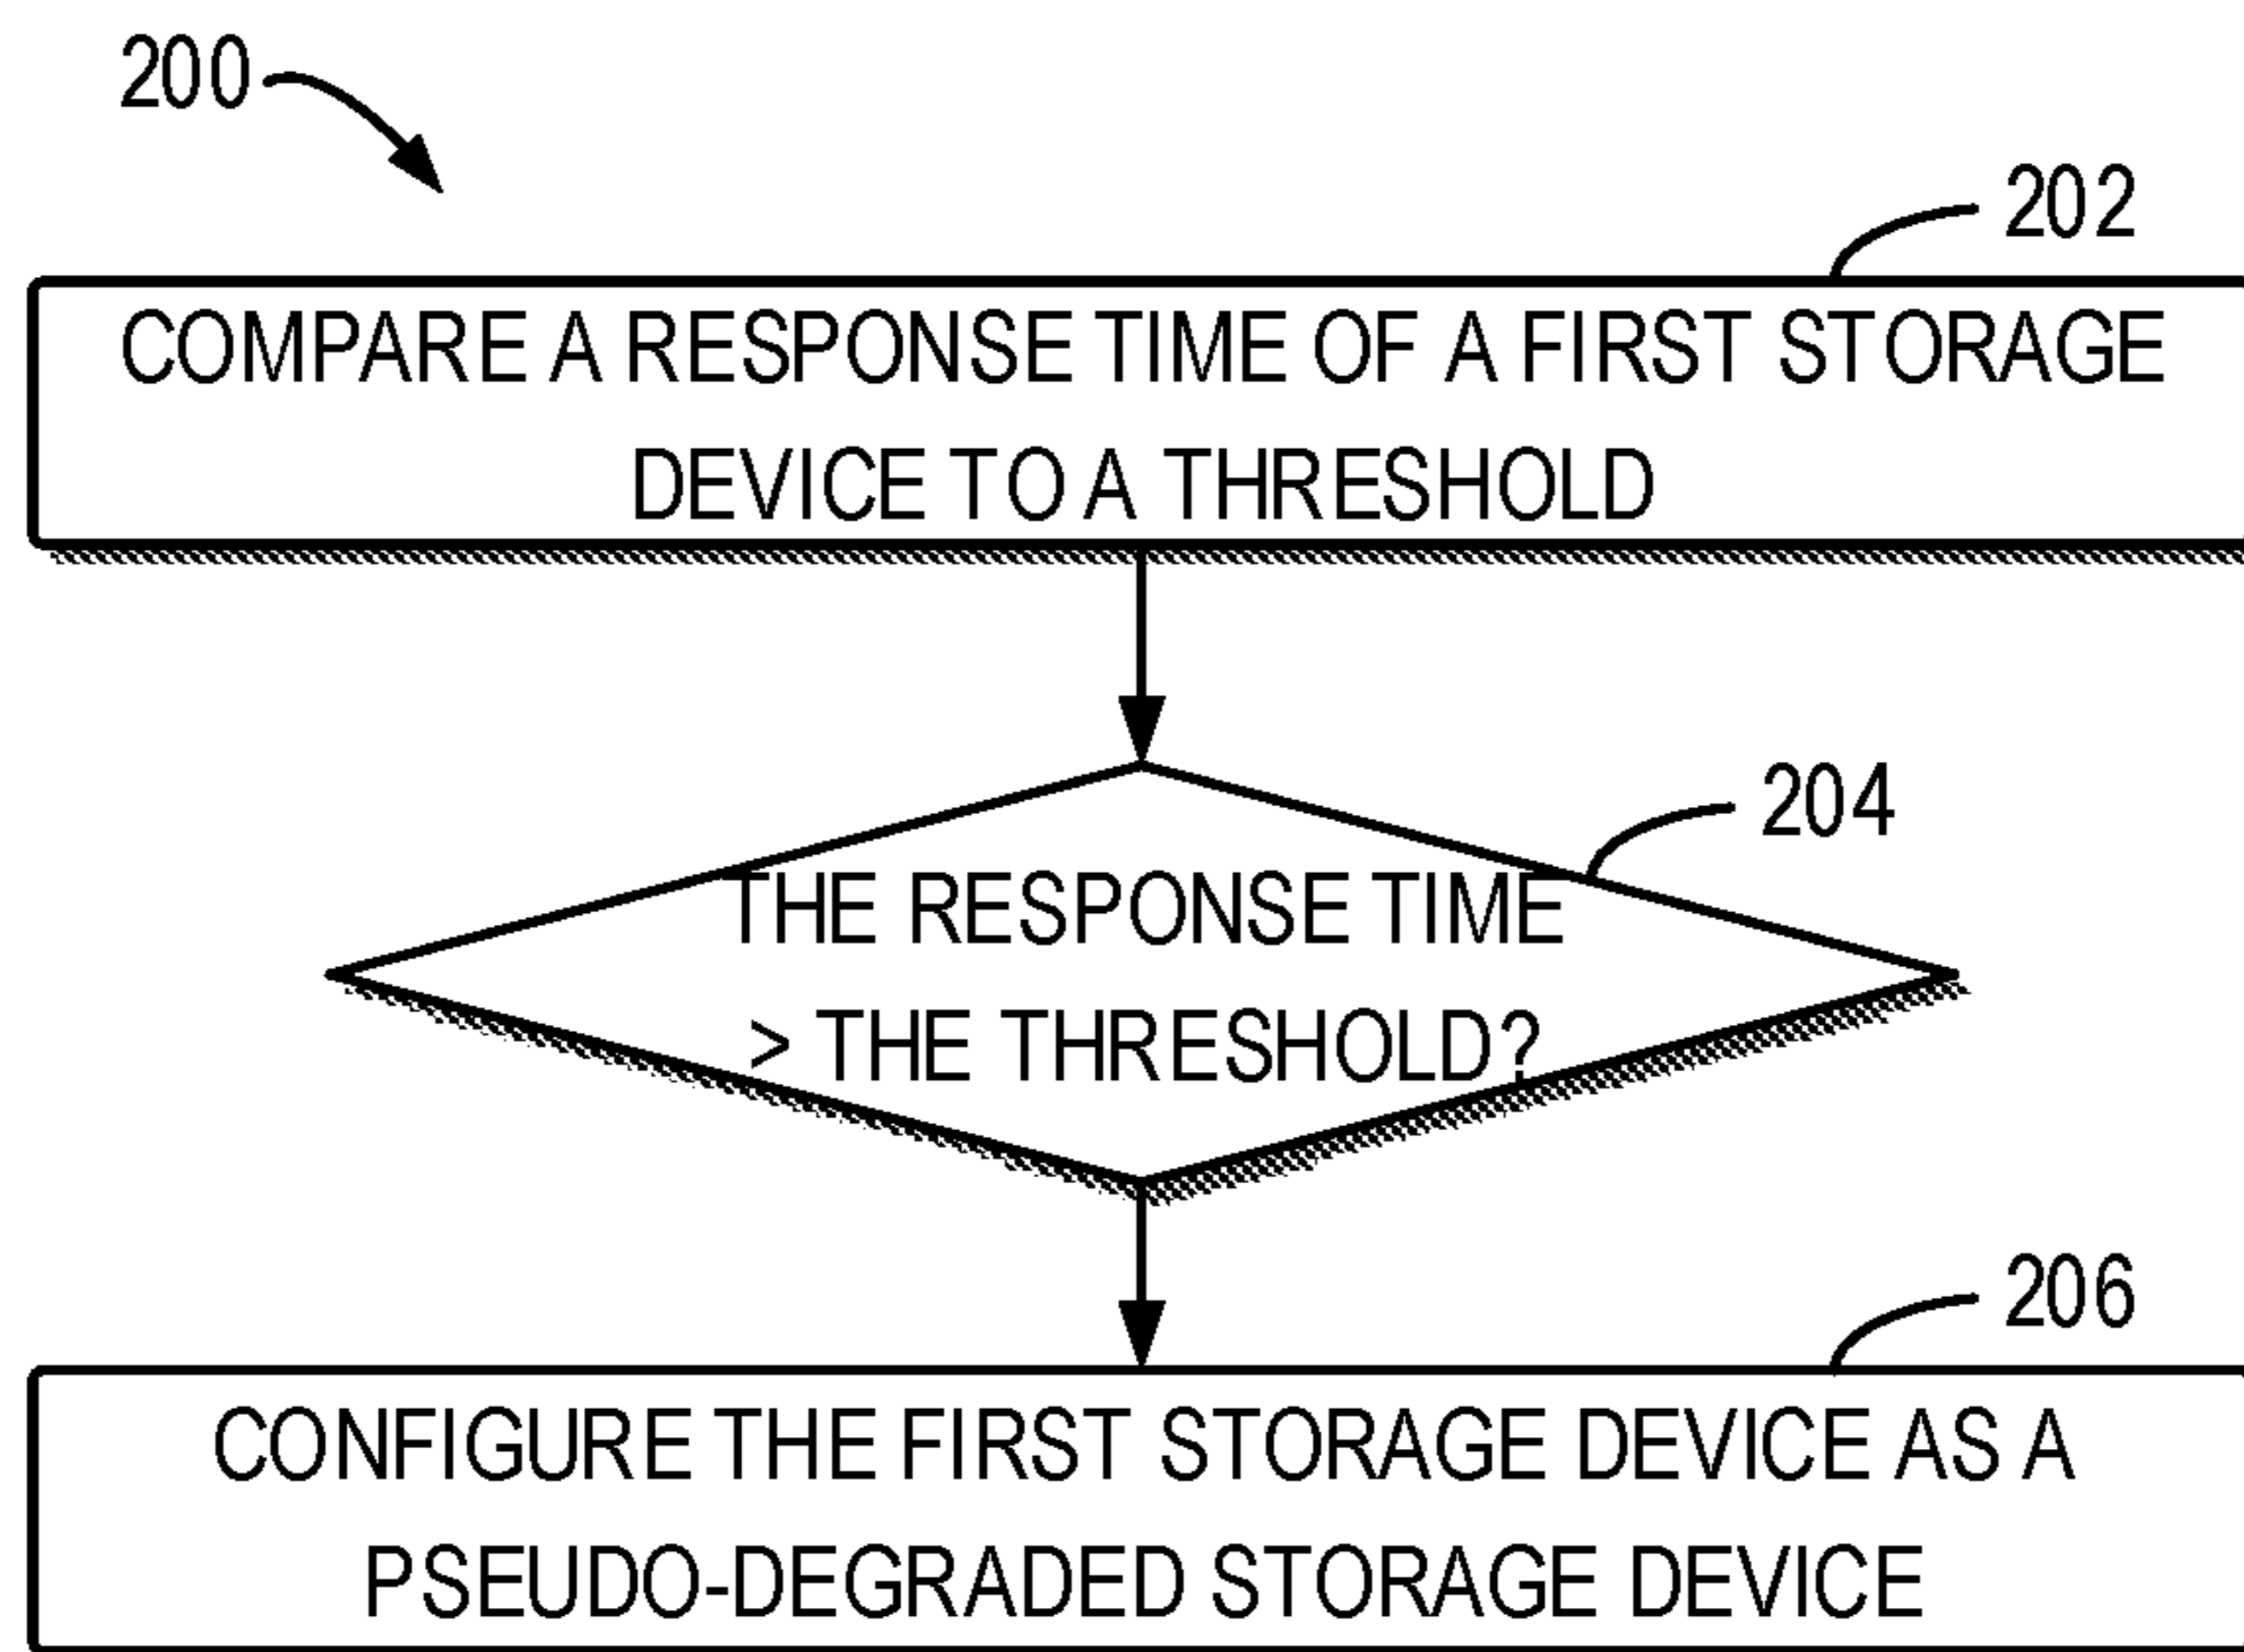 200
202
COMPARE A RESPONSE TIME OF A FIRST STORAGE
DEVICE TO A THRESHOLD
204
THE RESPONSE TIME
> THE THRESHOLD?
206
CONFIGURE THE FIRST STORAGE DEVICE AS A
PSEUDO-DEGRADED STORAGE DEVICE